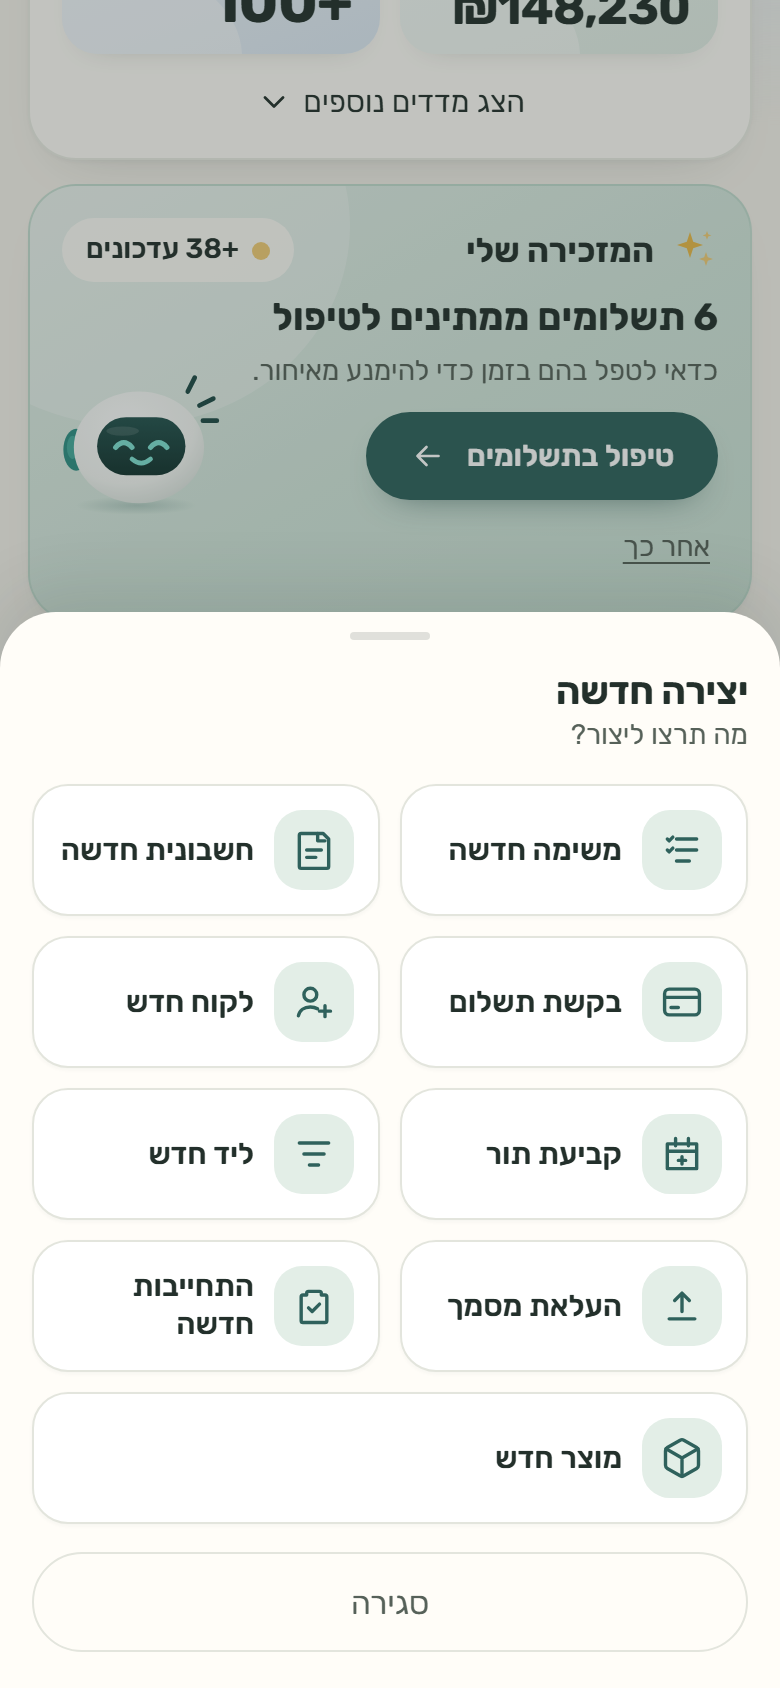 ₪148,230
100+
הצג מדדים נוספים
המזכירה שלי
38+ עדכונים
6 תשלומים ממתינים לטיפול
כדאי לטפל בהם בזמן כדי להימנע מאיחור.
טיפול בתשלומים
אחר כך
יצירה חדשה
מה תרצו ליצור?
משימה חדשה
חשבונית חדשה
בקשת תשלום
לקוח חדש
קביעת תור
ליד חדש
העלאת מסמך
התחייבות
חדשה
מוצר חדש
סגירה